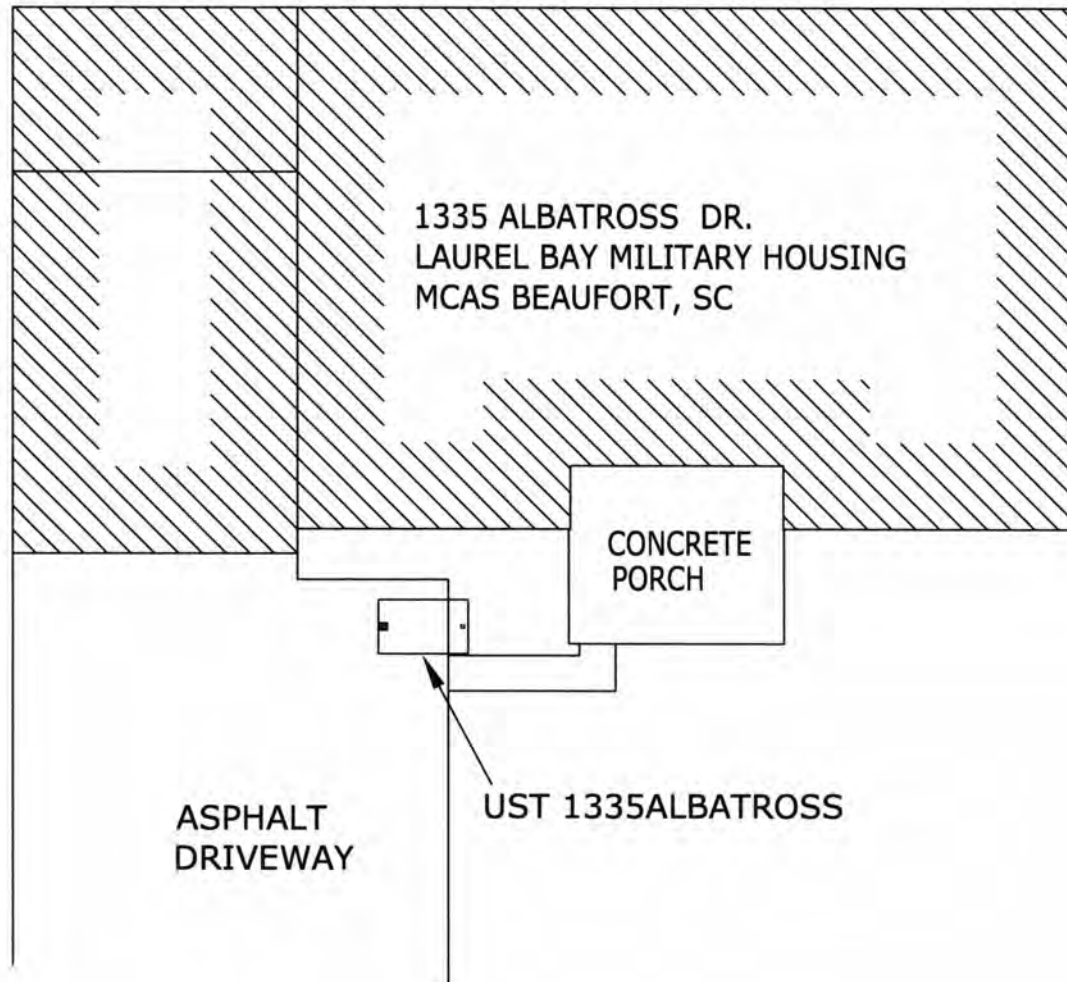 1335 ALBATROSS DR.
LAUREL BAY MILITARY HOUSING
MCAS BEAUFORT, SC
CONCRETE
PORCH
UST 1335ALBATROSS
ASPHALT
DRIVEWAY